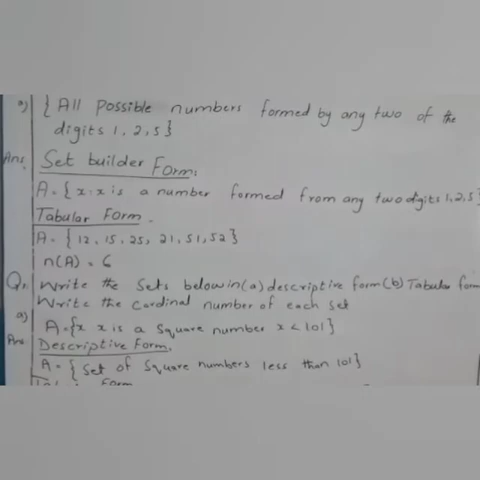 a) { All possible numbers formed by any two of the
digits 1, 2, 5 }
Ans. Set builder Form:
A = { x : x is a number formed from any two digits 1, 2, 5 }
Tabular Form.
A = { 12, 15, 25, 21, 51, 52 }
n(A) = 6
Q. Write the Sets below in (a) descriptive form (b) Tabular form
Write the Cardinal number of each set
a) A = {x x is a Square number x < 101 }
Ans Descriptive Form.
A = { Set of Square numbers less than 101 }
Form